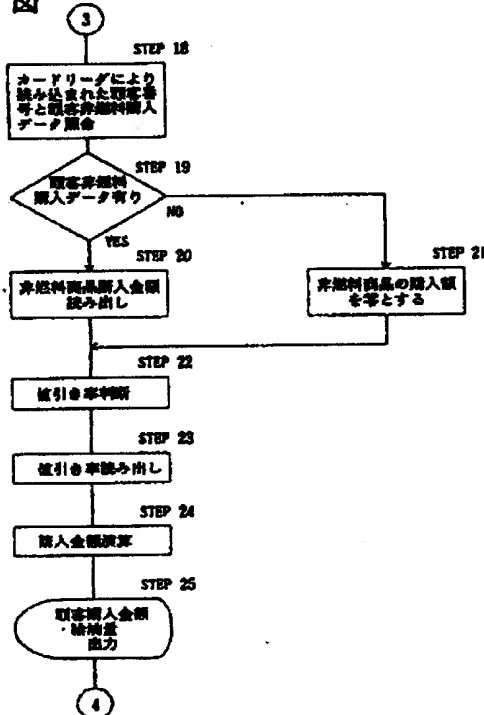 図
3
STEP 18
カードリーダにより
読み込まれた顧客番
号と顧客非燃料購入
データ照合
STEP 19
顧客非燃料
購入データ有り
NO
YES
STEP 20
STEP 21
非燃料商品購入金額
読み出し
非燃料商品の購入額
を零とする
STEP 22
値引き率判断
STEP 23
値引き率読み出し
STEP 24
購入金額演算
STEP 25
顧客購入金額
・給油量
出力
4